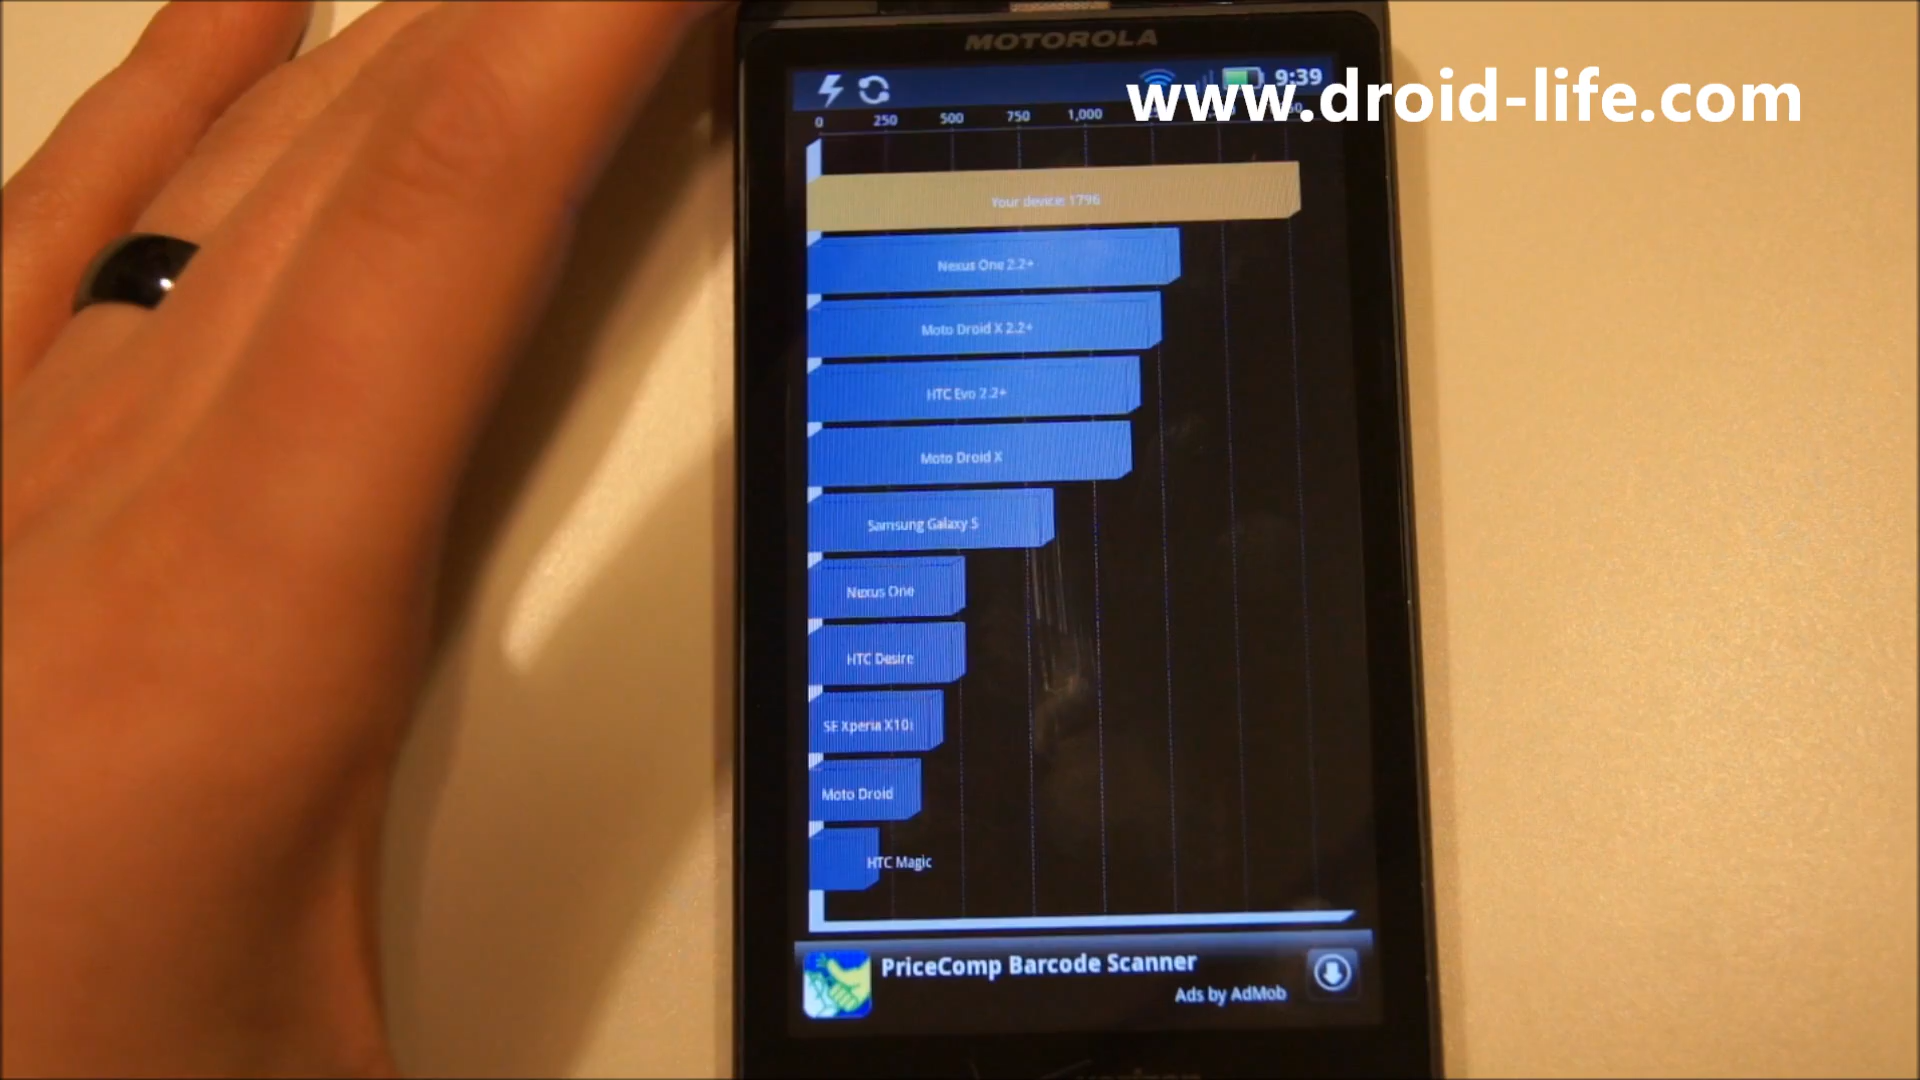 MOTOROLA
9:39
www.droid-life.com
0 250 500 750 1,000
Your device: 1796
Nexus One 2.2+
Moto Droid X 2.2+
HTC Evo 2.2+
Moto Droid X
Samsung Galaxy S
Nexus One
HTC Desire
SE Xperia X10i
Moto Droid
HTC Magic
PriceComp Barcode Scanner
Ads by AdMob